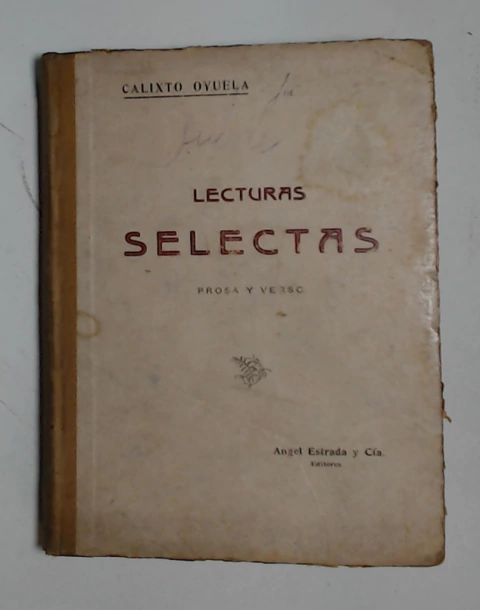 CALIXTO OYUELA
LECTURAS
SELECTAS
PROSA Y VERSO
Angel Estrada y Cía.
Editores